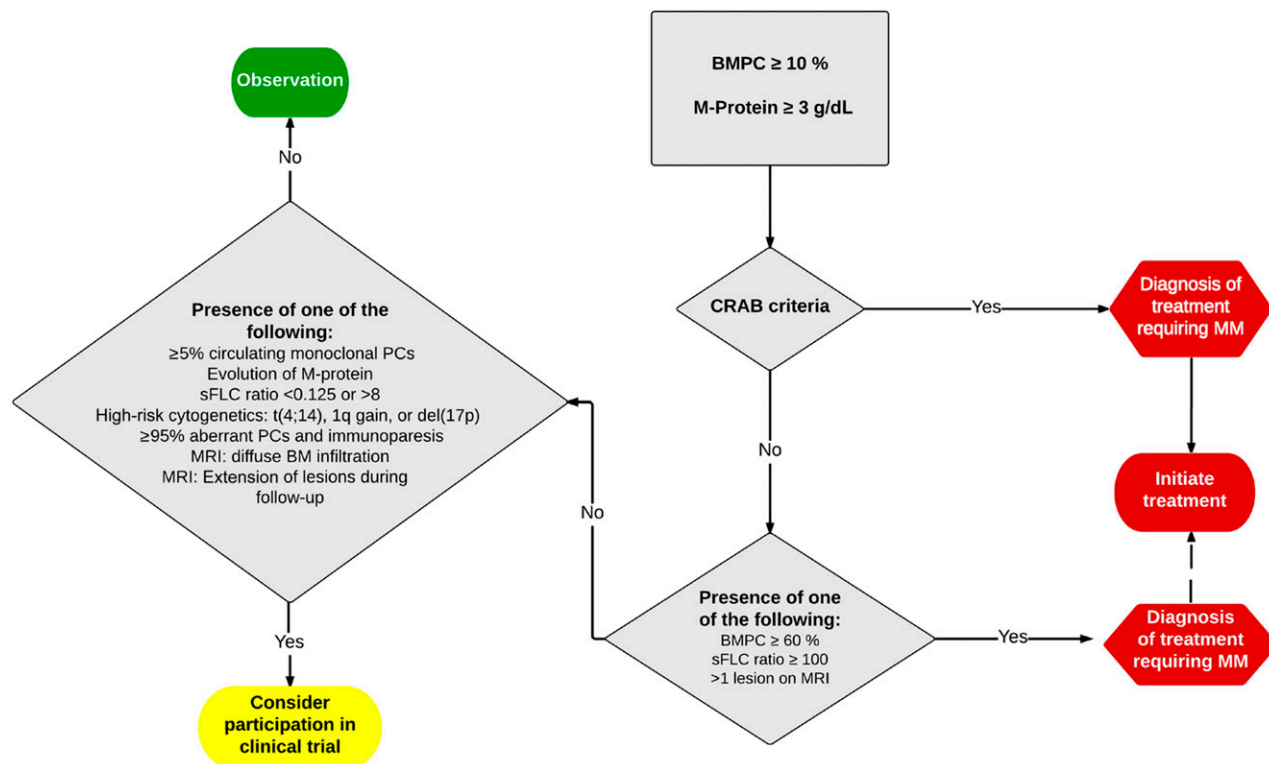 BMPC ≥ 10 %
M-Protein ≥ 3 g/dL
CRAB criteria
Yes
Diagnosis of
treatment
requiring MM
Initiate
treatment
No
Presence of one
of the following:
BMPC ≥ 60 %
sFLC ratio ≥ 100
>1 lesion on MRI
Yes
Diagnosis
of treatment
requiring MM
No
Presence of one of the
following:
≥5% circulating monoclonal PCs
Evolution of M-protein
sFLC ratio <0.125 or >8
High-risk cytogenetics: t(4;14), 1q gain, or del(17p)
≥95% aberrant PCs and immunoparesis
MRI: diffuse BM infiltration
MRI: Extension of lesions during
follow-up
No
Observation
Yes
Consider
participation in
clinical trial